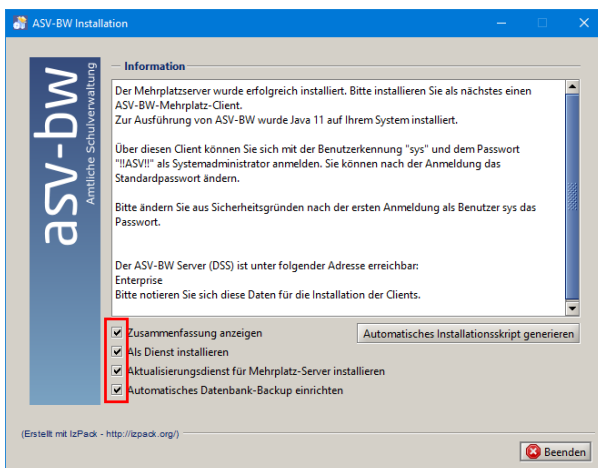 ASV-BW Installation
asv-bw
Amtliche Schulverwaltung
Information
Der Mehrplatzserver wurde erfolgreich installiert. Bitte installieren Sie als nächstes einen
ASV-BW-Mehrplatz-Client.
Zur Ausführung von ASV-BW wurde Java 11 auf Ihrem System installiert.
Über diesen Client können Sie sich mit der Benutzerkennung "sys" und dem Passwort
"!!ASV!!" als Systemadministrator anmelden. Sie können nach der Anmeldung das
Standardpasswort ändern.
Bitte ändern Sie aus Sicherheitsgründen nach der ersten Anmeldung als Benutzer sys das
Passwort.
Der ASV-BW Server (DSS) ist unter folgender Adresse erreichbar:
Enterprise
Bitte notieren Sie sich diese Daten für die Installation der Clients.
Zusammenfassung anzeigen
Automatisches Installationsskript generieren
Als Dienst installieren
Aktualisierungsdienst für Mehrplatz-Server installieren
Automatisches Datenbank-Backup einrichten
(Erstellt mit IzPack - http://izpack.org/)
Beenden